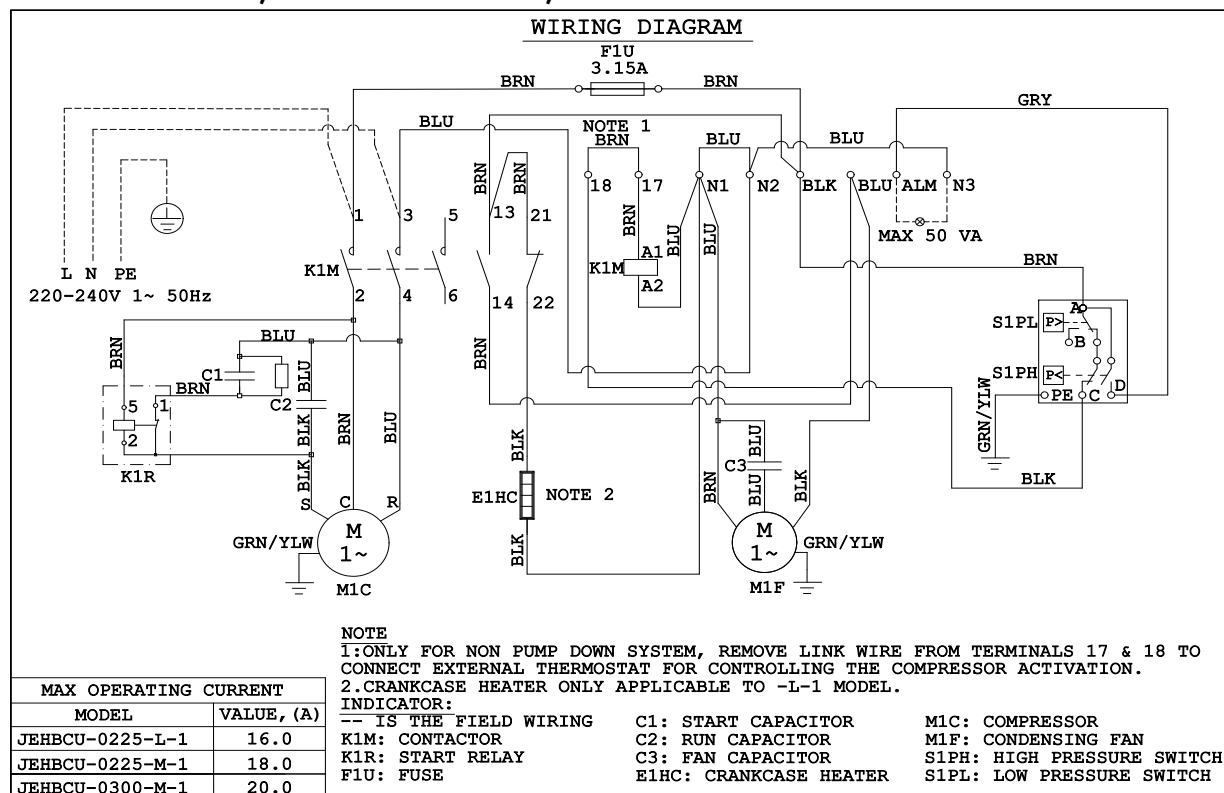 WIRING DIAGRAM
F1U
3.15A
BRN
BRN
GRY
BLU
NOTE 1
BRN
BLU
BLU
BRN
BRN
18
17
N1
N2
BLK
BLU
ALM
N3
1
3
5
13
21
BRN
BLU
BLU
MAX 50 VA
L N PE
220-240V 1~ 50Hz
K1M
K1M
A1
A2
BRN
2
4
6
14
22
A
S1PL
P>
B
S1PH
P<
D
PE
C
BLU
BRN
BRN
C1
BLU
BRN
C2
5
1
2
K1R
BLK
BLK
BRN
BLU
BLK
GRN/YLW
BLU
C3
BLU
BRN
BLK
BLK
E1HC
NOTE 2
BLK
S
C
R
M
1~
GRN/YLW
M1C
M
1~
GRN/YLW
M1F
NOTE
1:ONLY FOR NON PUMP DOWN SYSTEM, REMOVE LINK WIRE FROM TERMINALS 17 & 18 TO
CONNECT EXTERNAL THERMOSTAT FOR CONTROLLING THE COMPRESSOR ACTIVATION.
2.CRANKCASE HEATER ONLY APPLICABLE TO -L-1 MODEL.
INDICATOR:
-- IS THE FIELD WIRING
K1M: CONTACTOR
K1R: START RELAY
F1U: FUSE
C1: START CAPACITOR
C2: RUN CAPACITOR
C3: FAN CAPACITOR
E1HC: CRANKCASE HEATER
M1C: COMPRESSOR
M1F: CONDENSING FAN
S1PH: HIGH PRESSURE SWITCH
S1PL: LOW PRESSURE SWITCH
MAX OPERATING CURRENT
MODEL VALUE, (A)
JEHBCU-0225-L-1 16.0
JEHBCU-0225-M-1 18.0
JEHBCU-0300-M-1 20.0